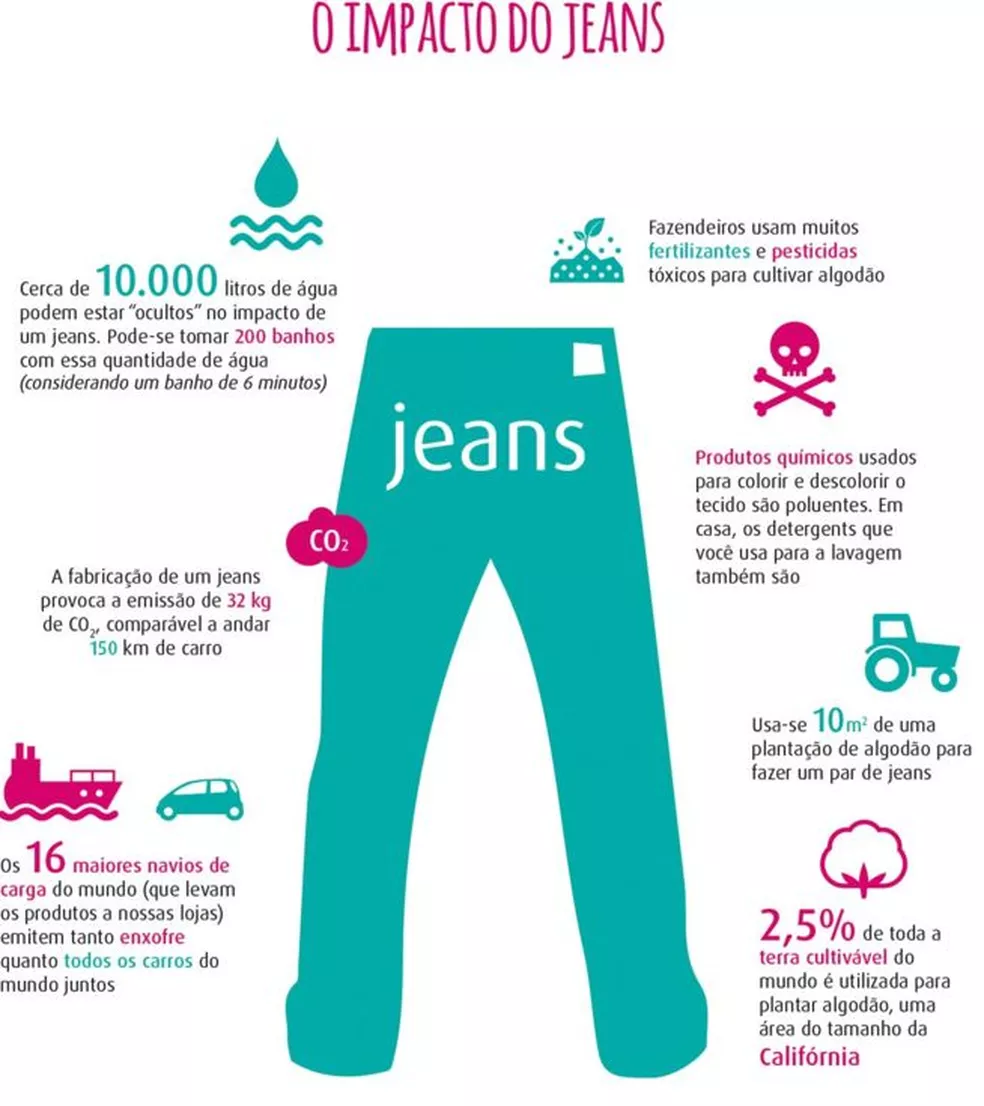 O IMPACTO DO JEANS
Cerca de 10.000 litros de água
podem estar “ocultos” no impacto de
um jeans. Pode-se tomar 200 banhos
com essa quantidade de água
(considerando um banho de 6 minutos)
Fazendeiros usam muitos
fertilizantes e pesticidas
tóxicos para cultivar algodão
jeans
Produtos químicos usados
para colorir e descolorir o
tecido são poluentes. Em
casa, os detergents que
você usa para a lavagem
também são
CO₂
A fabricação de um jeans
provoca a emissão de 32 kg
de CO₂, comparável a andar
150 km de carro
Usa-se 10 m² de uma
plantação de algodão para
fazer um par de jeans
Os 16 maiores navios de
carga do mundo (que levam
os produtos a nossas lojas)
emitem tanto enxofre
quanto todos os carros do
mundo juntos
2,5% de toda a
terra cultivável do
mundo é utilizada para
plantar algodão, uma
área do tamanho da
Califórnia